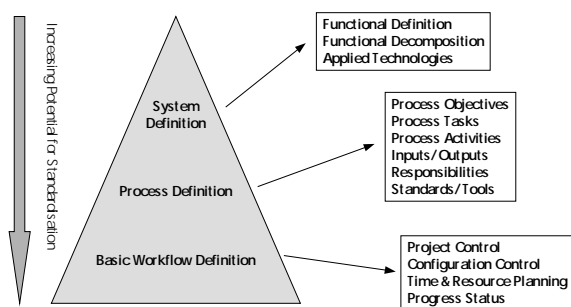 Increasing Potential for Standardisation
System
Definition
Process Definition
Basic Workflow Definition
Functional Definition
Functional Decomposition
Applied Technologies
Process Objectives
Process Tasks
Process Activities
Inputs/Outputs
Responsibilities
Standards/Tools
Project Control
Configuration Control
Time & Resource Planning
Progress Status